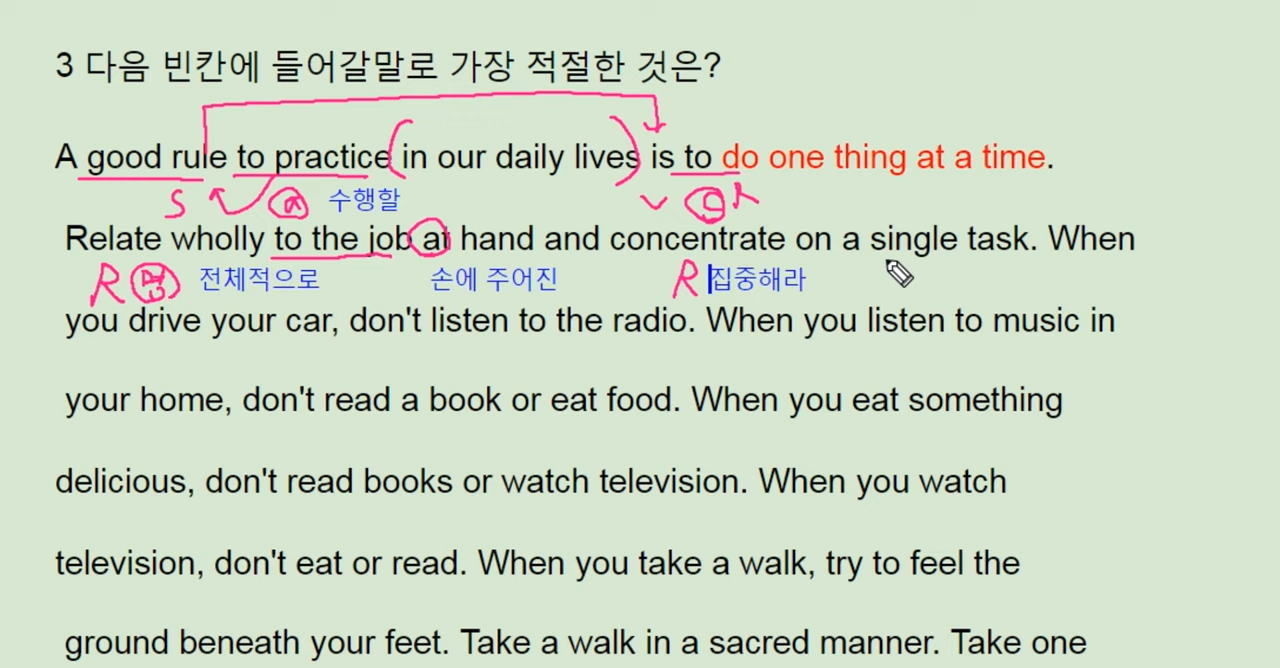 3 다음 빈칸에 들어갈말로 가장 적절한 것은?
A good rule to practice in our daily lives is to do one thing at a time.
S 수행할 V
Relate wholly to the job at hand and concentrate on a single task. When
R 명 전체적으로 손에 주어진 R 집중해라
you drive your car, don't listen to the radio. When you listen to music in
your home, don't read a book or eat food. When you eat something
delicious, don't read books or watch television. When you watch
television, don't eat or read. When you take a walk, try to feel the
ground beneath your feet. Take a walk in a sacred manner. Take one